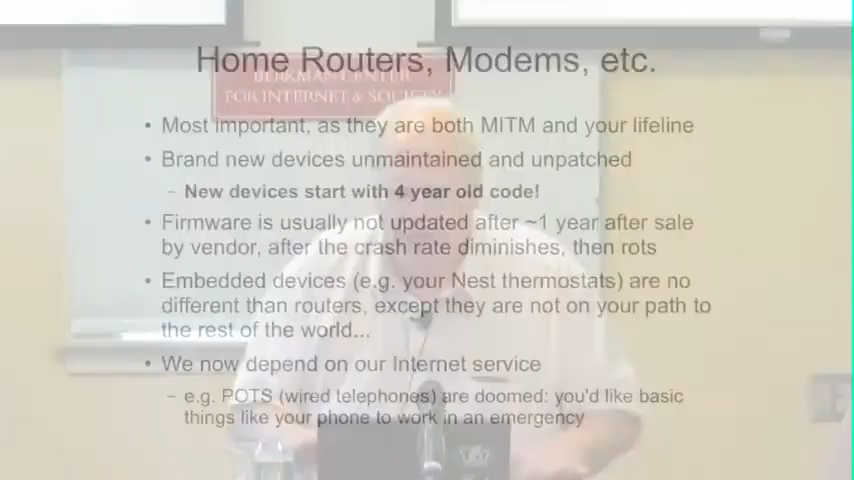 Home Routers, Modems, etc.
BERKMAN CENTER
FOR INTERNET & SOCIETY
• Most important, as they are both MITM and your lifeline
• Brand new devices unmaintained and unpatched
– New devices start with 4 year old code!
• Firmware is usually not updated after ~1 year after sale
by vendor, after the crash rate diminishes, then rots
• Embedded devices (e.g. your Nest thermostats) are no
different than routers, except they are not on your path to
the rest of the world...
• We now depend on our Internet service
– e.g. POTS (wired telephones) are doomed: you'd like basic
things like your phone to work in an emergency